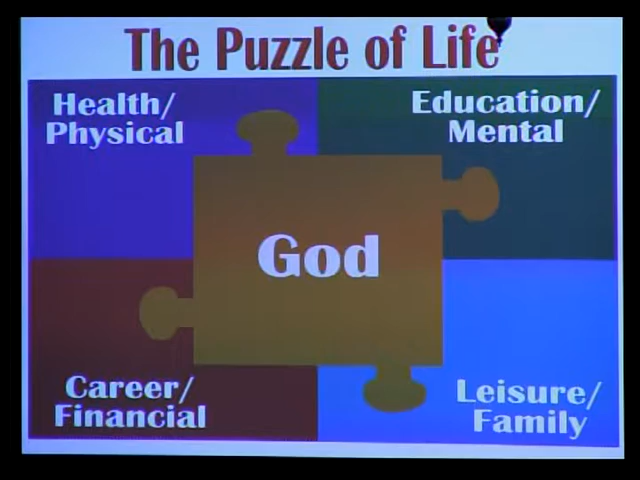 The Puzzle of Life
Health/
Physical
Education/
Mental
God
Career/
Financial
Leisure/
Family